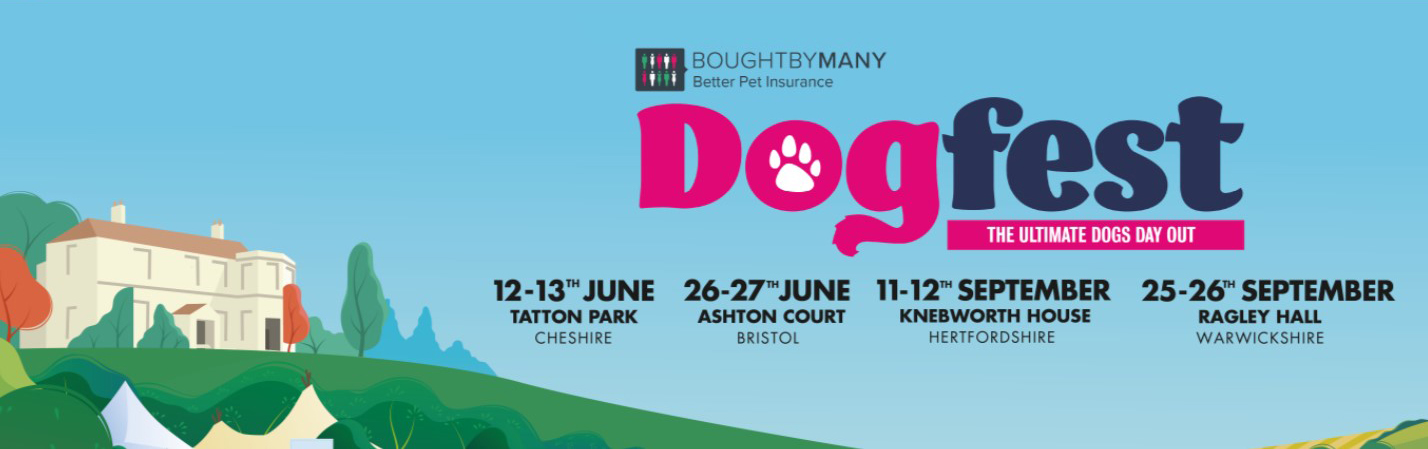 BOUGHTBYMANY
Better Pet Insurance
Dogfest
THE ULTIMATE DOGS DAY OUT
12-13TH JUNE
TATTON PARK
CHESHIRE
26-27TH JUNE
ASHTON COURT
BRISTOL
11-12TH SEPTEMBER
KNEBWORTH HOUSE
HERTFORDSHIRE
25-26TH SEPTEMBER
RAGLEY HALL
WARWICKSHIRE